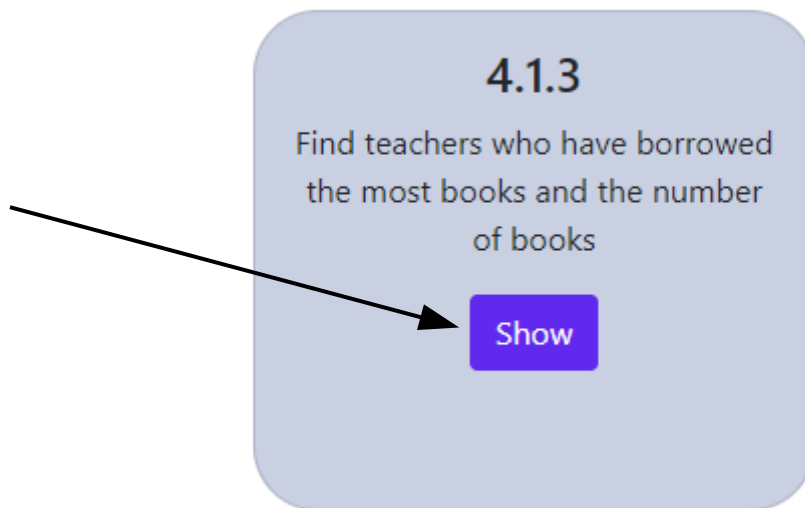 4.1.3
Find teachers who have borrowed
the most books and the number
of books
Show